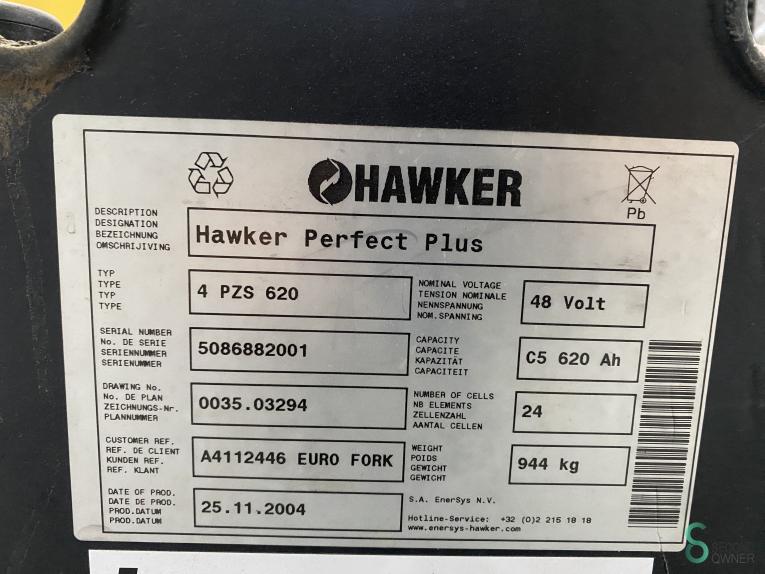 HAWKER
Pb
DESCRIPTION
DESIGNATION
BEZEICHNUNG
OMSCHRIJVING
Hawker Perfect Plus
TYP
TYPE
TYP
TYPE
4 PZS 620
NOMINAL VOLTAGE
TENSION NOMINALE
NENNSPANNUNG
NOM.SPANNING
48 Volt
SERIAL NUMBER
No. DE SERIE
SERIENNUMMER
SERIENUMMER
5086882001
CAPACITY
CAPACITE
KAPAZITÄT
CAPACITEIT
C5 620 Ah
DRAWING No.
No. DE PLAN
ZEICHNUNGS-Nr.
PLANNUMMER
0035.03294
NUMBER OF CELLS
NB ELEMENTS
ZELLENZAHL
AANTAL CELLEN
24
CUSTOMER REF.
REF. DE CLIENT
KUNDEN REF.
REF. KLANT
A4112446 EURO FORK
WEIGHT
POIDS
GEWICHT
GEWICHT
944 kg
DATE OF PROD.
DATE DE PROD.
PROD.DATUM
PROD.DATUM
25.11.2004
S.A. EnerSys N.V.
Hotline-Service: +32 (0)2 215 18 18
www.enersys-hawker.com
OWNER